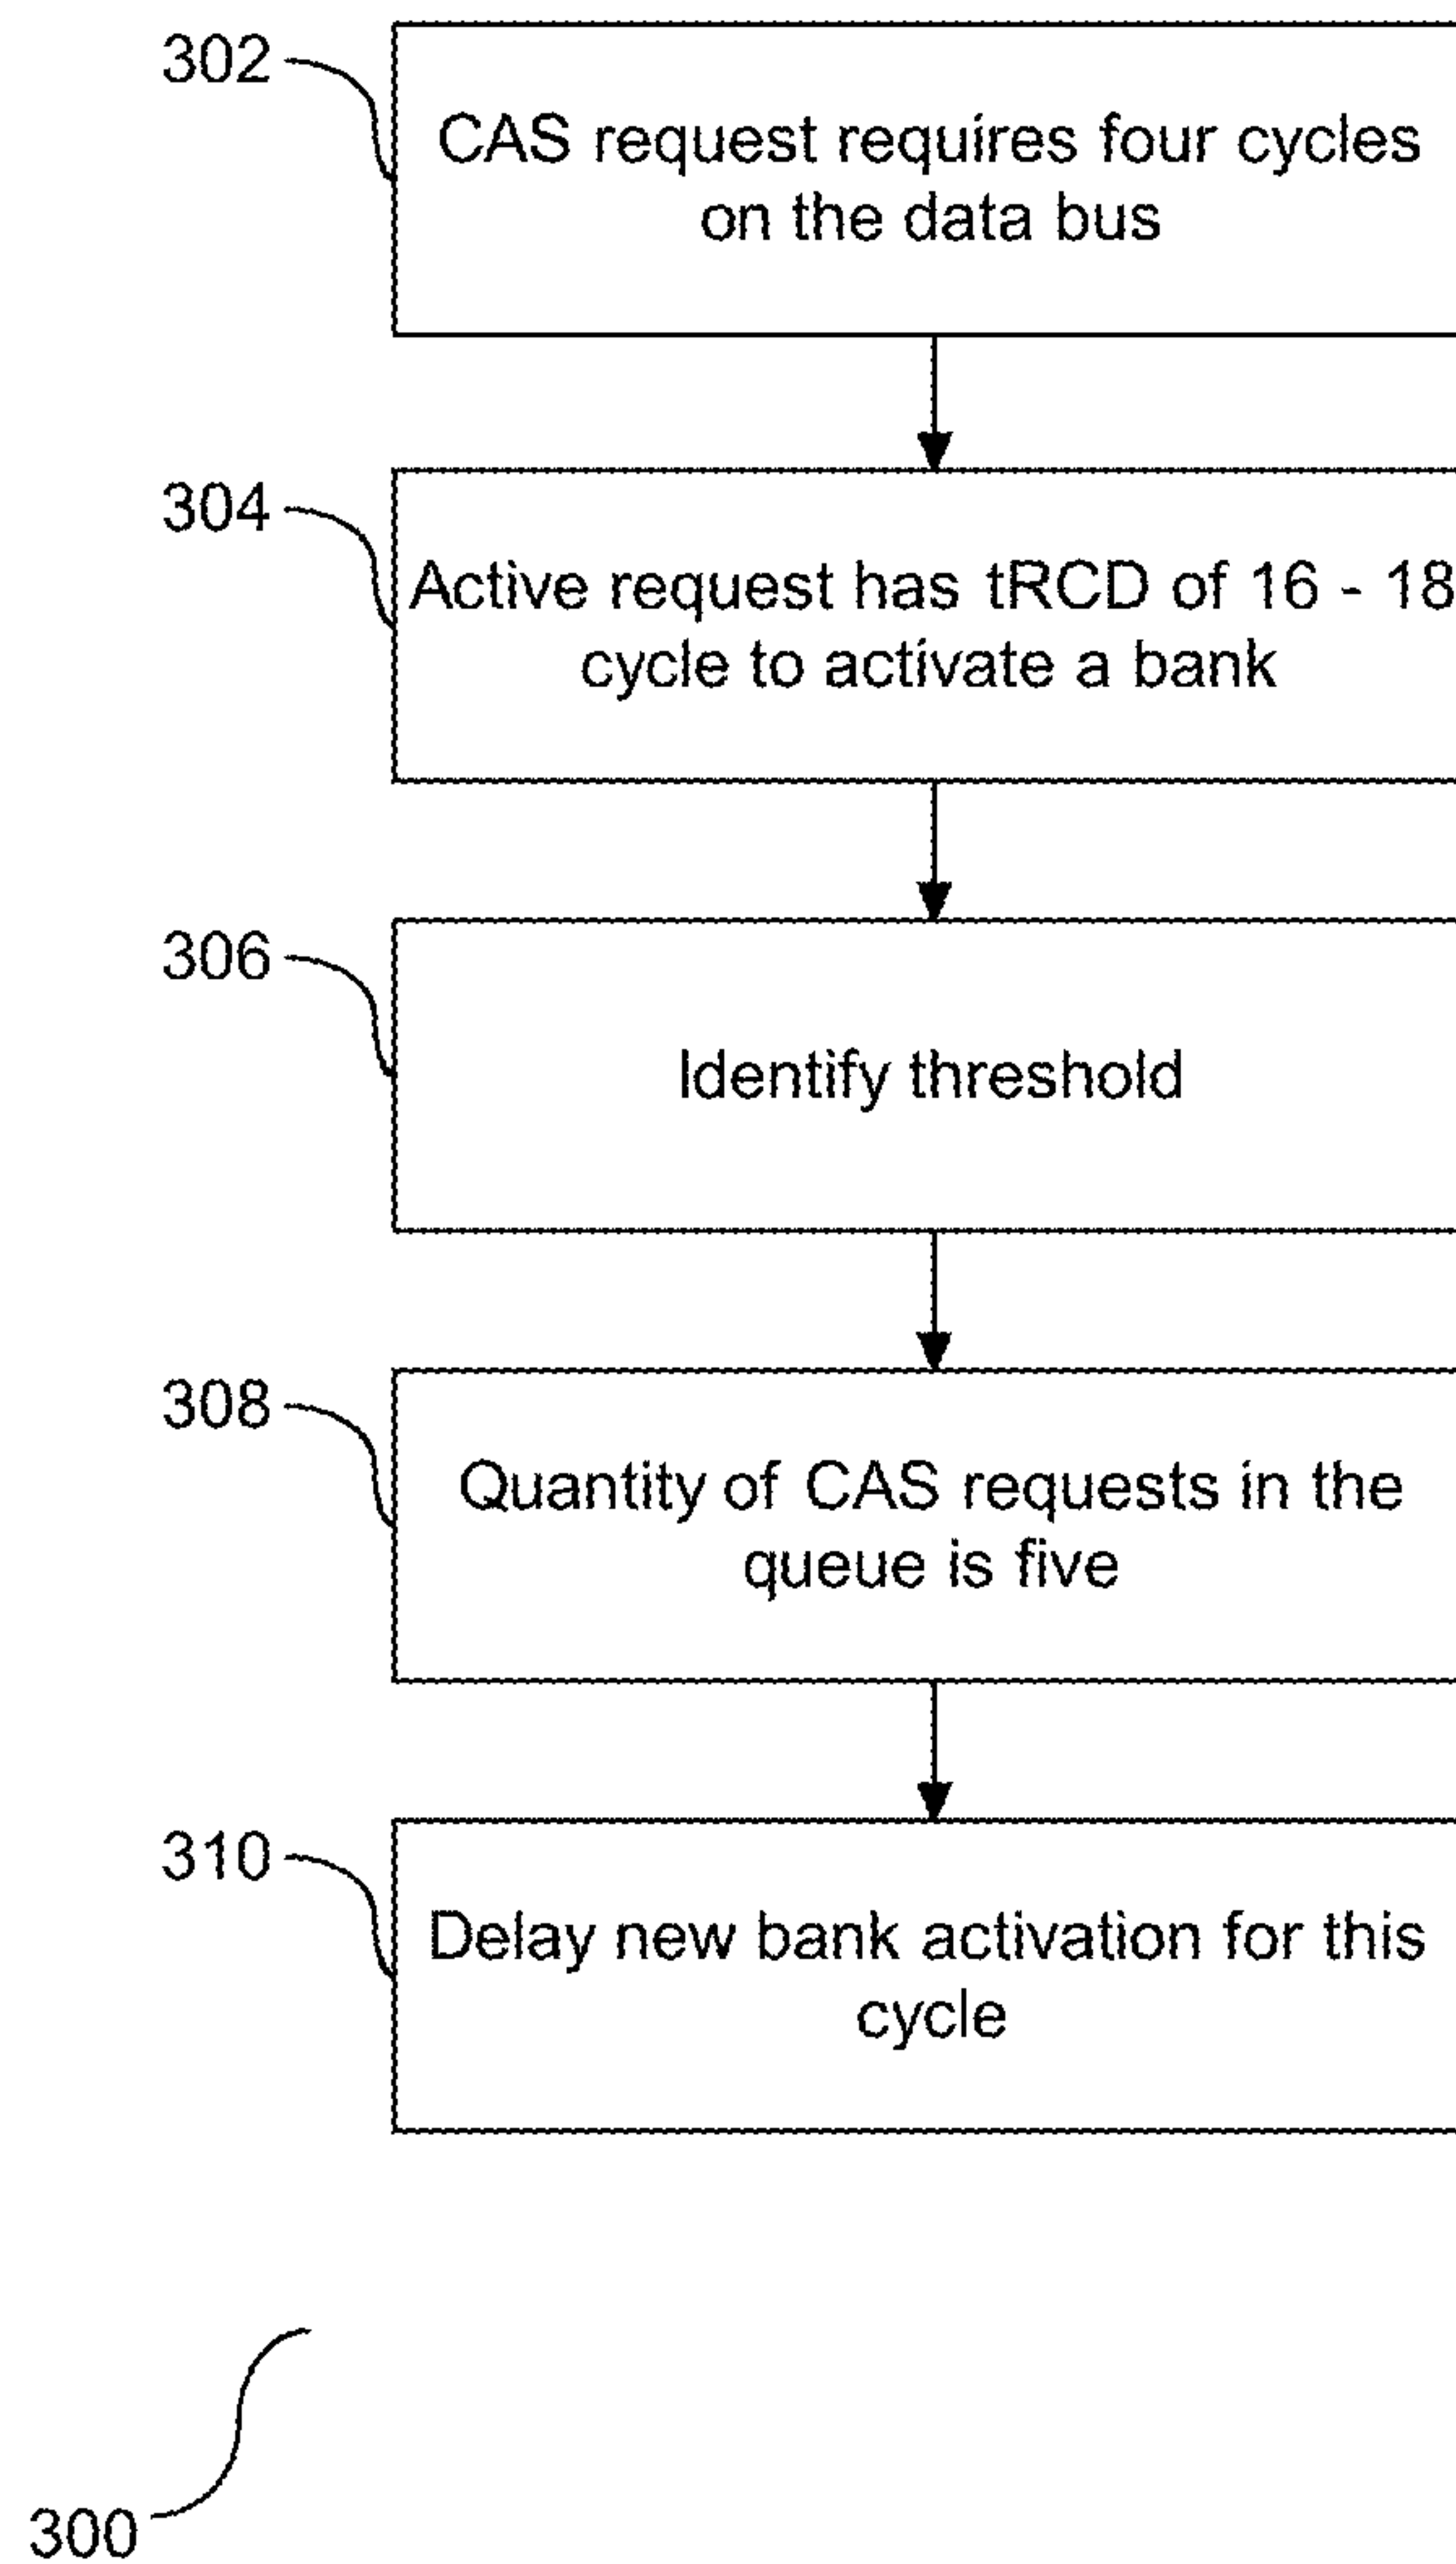 302
CAS request requires four cycles
on the data bus
304
Active request has tRCD of 16 - 18
cycle to activate a bank
306
Identify threshold
308
Quantity of CAS requests in the
queue is five
310
Delay new bank activation for this
cycle
300